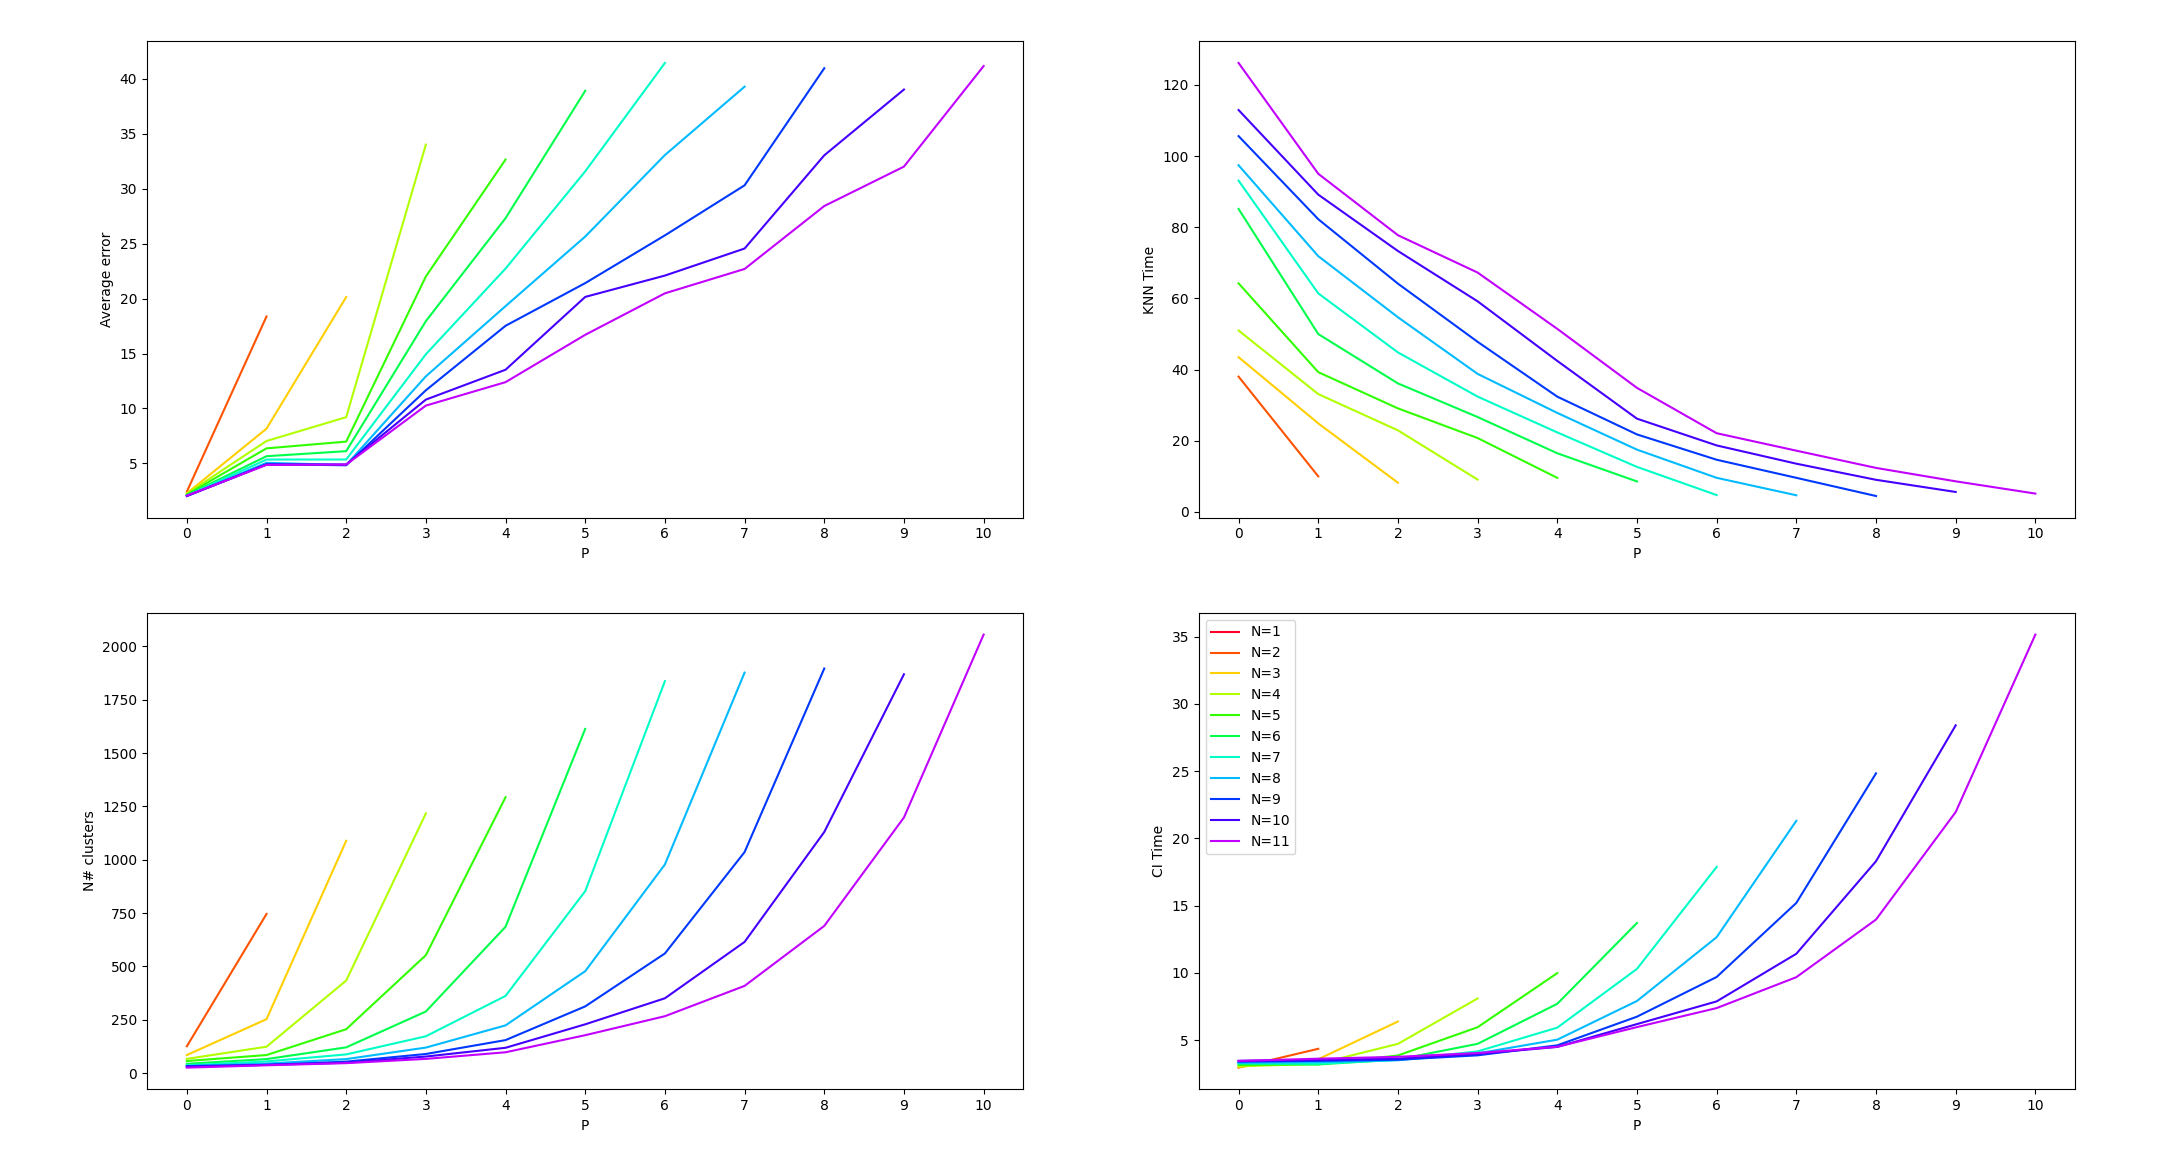 40
35
30
25
20
15
10
5
Average error
0 1 2 3 4 5 6 7 8 9 10
P
120
100
80
60
40
20
0
KNN Time
0 1 2 3 4 5 6 7 8 9 10
P
2000
1750
1500
1250
1000
750
500
250
0
N# clusters
0 1 2 3 4 5 6 7 8 9 10
P
35
30
25
20
15
10
5
CI Time
N=1
N=2
N=3
N=4
N=5
N=6
N=7
N=8
N=9
N=10
N=11
0 1 2 3 4 5 6 7 8 9 10
P